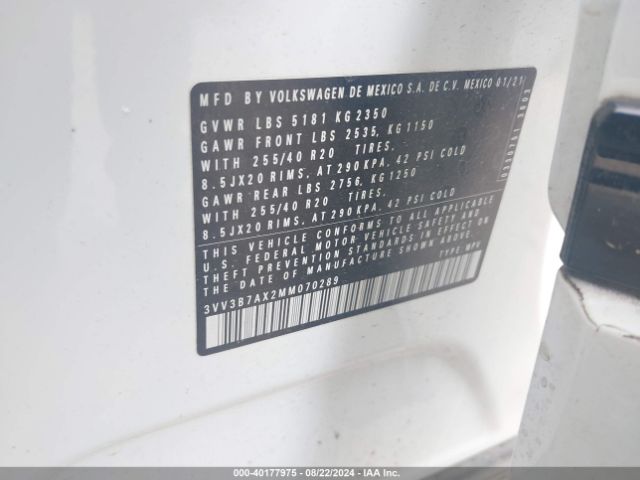 MFD BY VOLKSWAGEN DE MEXICO S.A. DE C.V. MEXICO 01/21
GVWR LBS 5181 KG 2350
GAWR FRONT LBS 2535, KG 1150
WITH 255/40 R20 TIRES.
8.5JX20 RIMS, AT 290 KPA, 42 PSI COLD
GAWR REAR LBS 2756, KG 1250
WITH 255/40 R20 TIRES.
8.5JX20 RIMS, AT 290 KPA, 42 PSI COLD
THIS VEHICLE CONFORMS TO ALL APPLICABLE
U.S. FEDERAL MOTOR VEHICLE SAFETY AND
THEFT PREVENTION STANDARDS IN EFFECT ON
THE DATE OF MANUFACTURE SHOWN ABOVE
TYPE: MPV
3VV3B7AX2MM070289
000-40177975 - 08/22/2024 - IAA Inc.